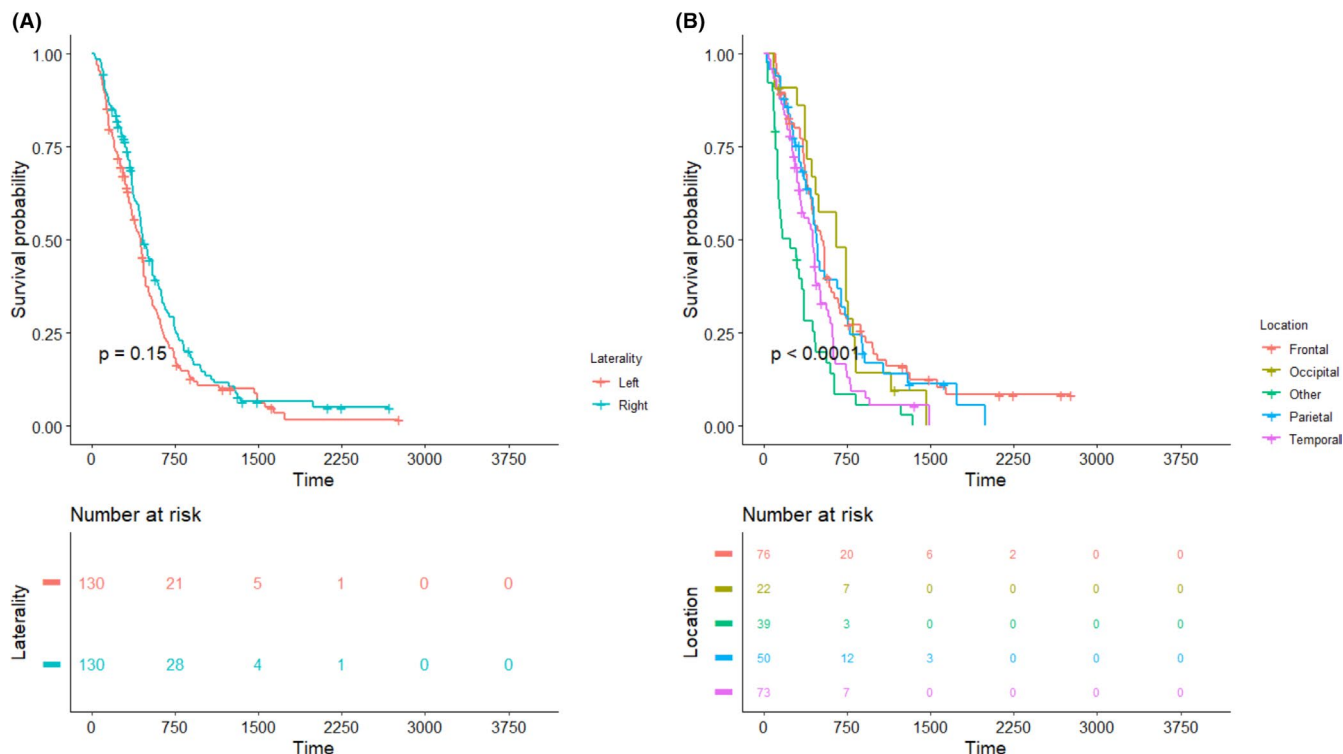 (A)
1.00
0.75
0.50
0.25
0.00
Survival probability
p = 0.15
0 750 1500 2250 3000 3750
Time
Laterality
Left
Right
Number at risk
Laterality
130 21 5 1 0 0
130 28 4 1 0 0
0 750 1500 2250 3000 3750
Time
(B)
1.00
0.75
0.50
0.25
0.00
Survival probability
p < 0.0001
0 750 1500 2250 3000 3750
Time
Location
Frontal
Occipital
Other
Parietal
Temporal
Number at risk
Location
76 20 6 2 0 0
22 7 0 0 0 0
39 3 0 0 0 0
50 12 3 0 0 0
73 7 0 0 0 0
0 750 1500 2250 3000 3750
Time